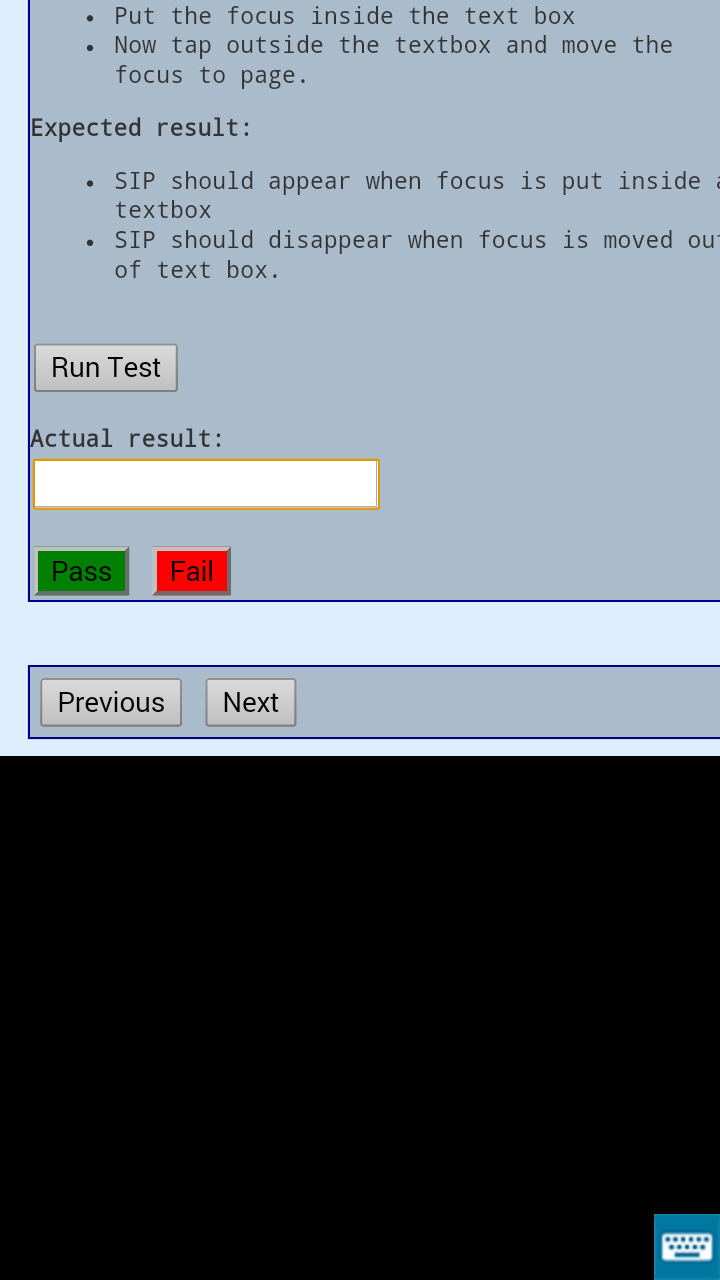 • Put the focus inside the text box
• Now tap outside the textbox and move the
focus to page.
Expected result:
• SIP should appear when focus is put inside
textbox
• SIP should disappear when focus is moved
of text box.
Run Test
Actual result:
Pass Fail
Previous Next